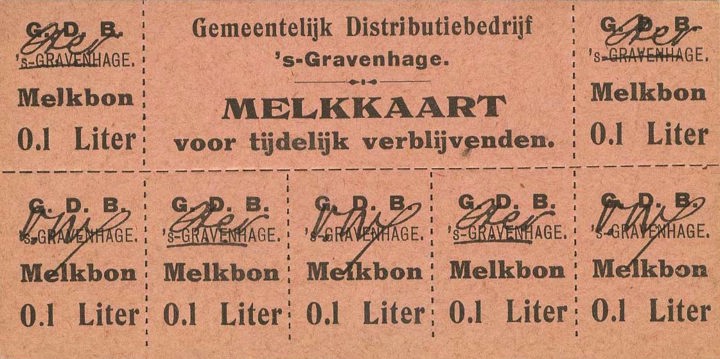 G. D. B.
's-GRAVENHAGE.
Melkbon
0.1 Liter
Gemeentelijk Distributiebedrijf
's-Gravenhage.
MELKKAART
voor tijdelijk verblijvenden.
G. D. B.
's-GRAVENHAGE.
Melkbon
0.1 Liter
G. D. B.
's-GRAVENHAGE.
Melkbon
0.1 Liter
G. D. B.
's-GRAVENHAGE.
Melkbon
0.1 Liter
G. D. B.
's-GRAVENHAGE.
Melkbon
0.1 Liter
G. D. B.
's-GRAVENHAGE.
Melkbon
0.1 Liter
G. D. B.
's-GRAVENHAGE.
Melkbon
0.1 Liter